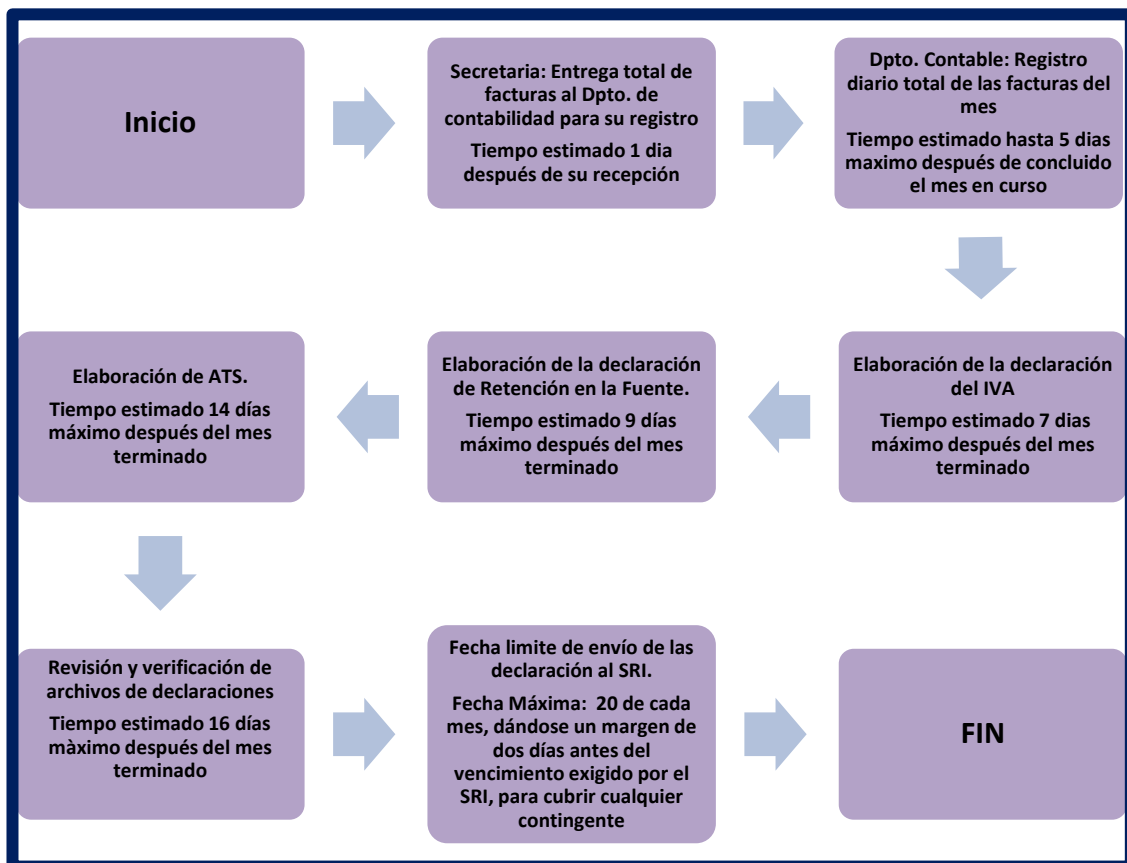 Inicio
Secretaria: Entrega total de
facturas al Dpto. de
contabilidad para su registro
Tiempo estimado 1 dia
después de su recepción
Dpto. Contable: Registro
diario total de las facturas del
mes
Tiempo estimado hasta 5 dias
maximo después de concluido
el mes en curso
Elaboración de la declaración
del IVA
Tiempo estimado 7 dias
máximo después del mes
terminado
Elaboración de la declaración
de Retención en la Fuente.
Tiempo estimado 9 días
máximo después del mes
terminado
Elaboración de ATS.
Tiempo estimado 14 días
máximo después del mes
terminado
Revisión y verificación de
archivos de declaraciones
Tiempo estimado 16 días
màximo después del mes
terminado
Fecha limite de envío de las
declaración al SRI.
Fecha Máxima:  20 de cada
mes, dándose un margen de
dos días antes del
vencimiento exigido por el
SRI, para cubrir cualquier
contingente
FIN